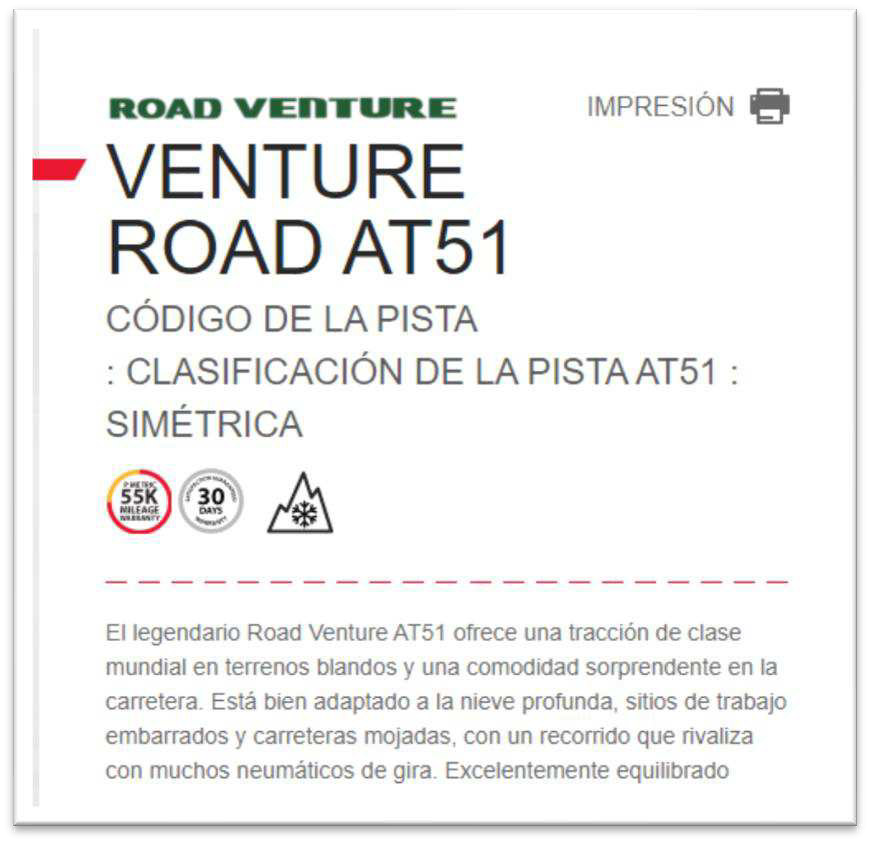 ROAD VENTURE
IMPRESIÓN
VENTURE
ROAD AT51
CÓDIGO DE LA PISTA
: CLASIFICACIÓN DE LA PISTA AT51 :
SIMÉTRICA
P METRIC
55K
MILEAGE
WARRANTY
30
DAYS
WARRANTY
El legendario Road Venture AT51 ofrece una tracción de clase
mundial en terrenos blandos y una comodidad sorprendente en la
carretera. Está bien adaptado a la nieve profunda, sitios de trabajo
embarrados y carreteras mojadas, con un recorrido que rivaliza
con muchos neumáticos de gira. Excelentemente equilibrado